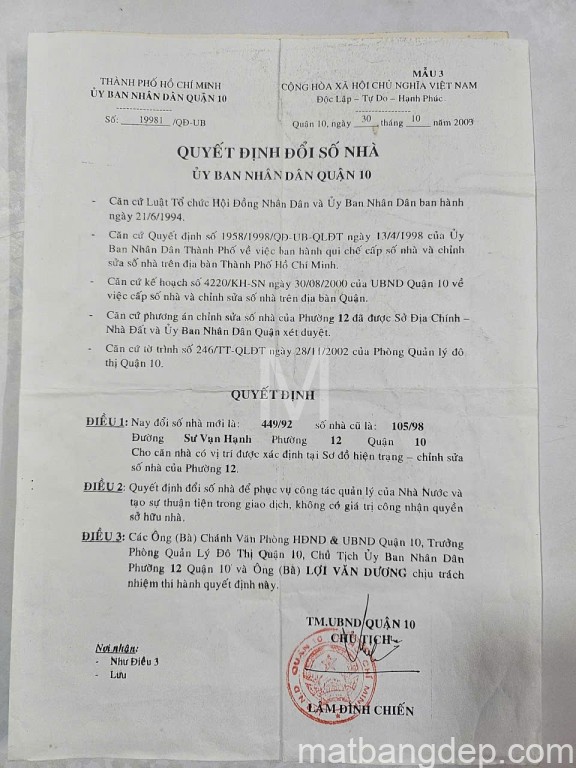 MẪU 3
THÀNH PHỐ HỒ CHÍ MINH
ỦY BAN NHÂN DÂN QUẬN 10
CỘNG HÒA XÃ HỘI CHỦ NGHĨA VIỆT NAM
Độc Lập – Tự Do – Hạnh Phúc
Số: 19981 /QĐ-UB
Quận 10, ngày 30 tháng 10 năm 2003
QUYẾT ĐỊNH ĐỔI SỐ NHÀ
ỦY BAN NHÂN DÂN QUẬN 10
- Căn cứ Luật Tổ chức Hội Đồng Nhân Dân và Ủy Ban Nhân Dân ban hành
ngày 21/6/1994.
- Căn cứ Quyết định số 1958/1998/QĐ-UB-QLĐT ngày 13/4/1998 của Ủy
Ban Nhân Dân Thành Phố về việc ban hành qui chế cấp số nhà và chỉnh
sửa số nhà trên địa bàn Thành Phố Hồ Chí Minh.
- Căn cứ kế hoạch số 4220/KH-SN ngày 30/08/2000 của UBND Quận 10 về
việc cấp số nhà và chỉnh sửa số nhà trên địa bàn Quận.
- Căn cứ phương án chỉnh sửa số nhà của Phường 12 đã được Sở Địa Chính –
Nhà Đất và Ủy Ban Nhân Dân Quận xét duyệt.
- Căn cứ tờ trình số 246/TT-QLĐT ngày 28/11/2002 của Phòng Quản lý đô
thị Quận 10.
QUYẾT ĐỊNH
M
ĐIỀU 1: Nay đổi số nhà mới là: 449/92 số nhà cũ là: 105/98
Đường Sư Vạn Hạnh Phường 12 Quận 10
Cho căn nhà có vị trí được xác định tại Sơ đồ hiện trạng – chỉnh sửa
số nhà của Phường 12.
ĐIỀU 2: Quyết định đổi số nhà để phục vụ công tác quản lý của Nhà Nước và
tạo sự thuận tiện trong giao dịch, không có giá trị công nhận quyền
sở hữu nhà.
ĐIỀU 3: Các Ông (Bà) Chánh Văn Phòng HĐND & UBND Quận 10, Trưởng
Phòng Quản Lý Đô Thị Quận 10, Chủ Tịch Ủy Ban Nhân Dân
Phường 12 Quận 10 và Ông (Bà) LỢI VĂN DƯƠNG chịu trách
nhiệm thi hành quyết định này.
TM.UBND QUẬN 10
CHỦ TỊCH
Nơi nhận:
- Như Điều 3
- Lưu
LÂM ĐÌNH CHIẾN
matbangdep.com